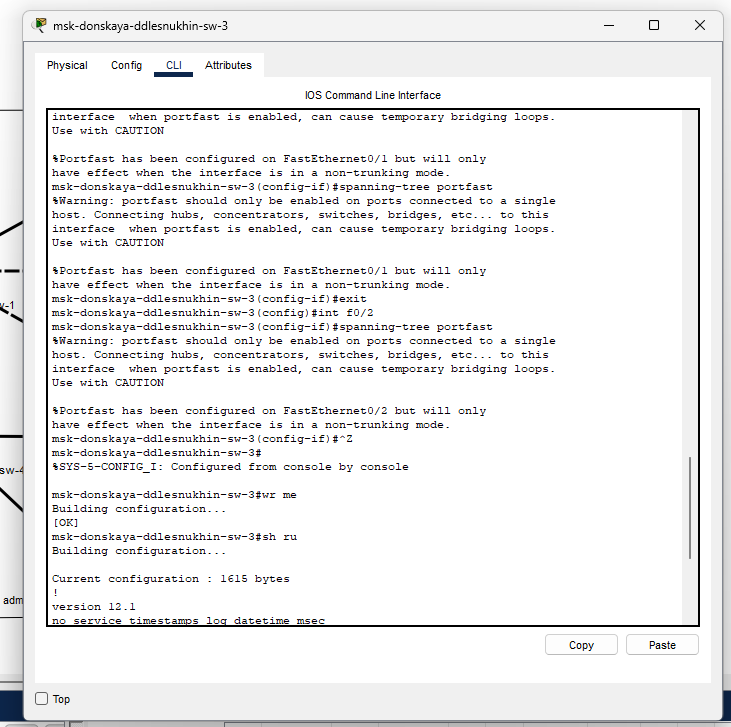 msk-donskaya-ddlesnukhin-sw-3
Physical Config CLI Attributes
IOS Command Line Interface
interface  when portfast is enabled, can cause temporary bridging loops.
Use with CAUTION
%Portfast has been configured on FastEthernet0/1 but will only
have effect when the interface is in a non-trunking mode.
msk-donskaya-ddlesnukhin-sw-3(config-if)#spanning-tree portfast
%Warning: portfast should only be enabled on ports connected to a single
host. Connecting hubs, concentrators, switches, bridges, etc... to this
interface  when portfast is enabled, can cause temporary bridging loops.
Use with CAUTION
%Portfast has been configured on FastEthernet0/1 but will only
have effect when the interface is in a non-trunking mode.
msk-donskaya-ddlesnukhin-sw-3(config-if)#exit
msk-donskaya-ddlesnukhin-sw-3(config)#int f0/2
msk-donskaya-ddlesnukhin-sw-3(config-if)#spanning-tree portfast
%Warning: portfast should only be enabled on ports connected to a single
host. Connecting hubs, concentrators, switches, bridges, etc... to this
interface  when portfast is enabled, can cause temporary bridging loops.
Use with CAUTION
%Portfast has been configured on FastEthernet0/2 but will only
have effect when the interface is in a non-trunking mode.
msk-donskaya-ddlesnukhin-sw-3(config-if)#^Z
msk-donskaya-ddlesnukhin-sw-3#
%SYS-5-CONFIG_I: Configured from console by console
msk-donskaya-ddlesnukhin-sw-3#wr me
Building configuration...
[OK]
msk-donskaya-ddlesnukhin-sw-3#sh ru
Building configuration...
Current configuration : 1615 bytes
!
version 12.1
no service timestamps log datetime msec
Copy Paste
Top
-1
sw-4
adm